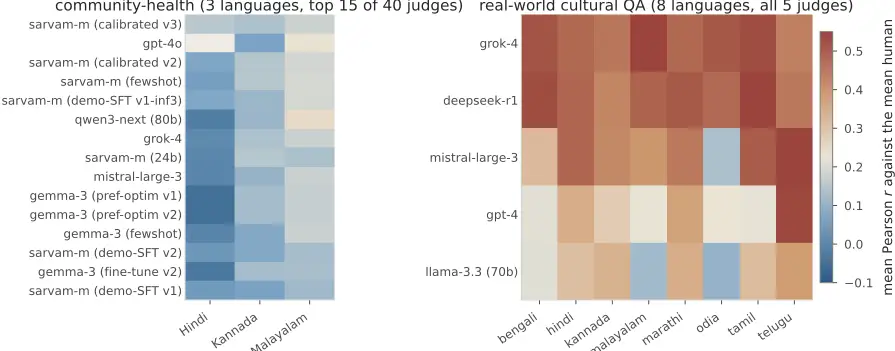 community-health (3 languages, top 15 of 40 judges)
sarvam-m (calibrated v3)
gpt-4o
sarvam-m (calibrated v2)
sarvam-m (fewshot)
sarvam-m (demo-SFT v1-inf3)
qwen3-next (80b)
grok-4
sarvam-m (24b)
mistral-large-3
gemma-3 (pref-optim v1)
gemma-3 (pref-optim v2)
gemma-3 (fewshot)
sarvam-m (demo-SFT v2)
gemma-3 (fine-tune v2)
sarvam-m (demo-SFT v1)
Hindi
Kannada
Malayalam
real-world cultural QA (8 languages, all 5 judges)
grok-4
deepseek-r1
mistral-large-3
gpt-4
llama-3.3 (70b)
bengali
hindi
kannada
malayalam
marathi
odia
tamil
telugu
0.5
0.4
0.3
0.2
0.1
0.0
−0.1
mean Pearson r against the mean human